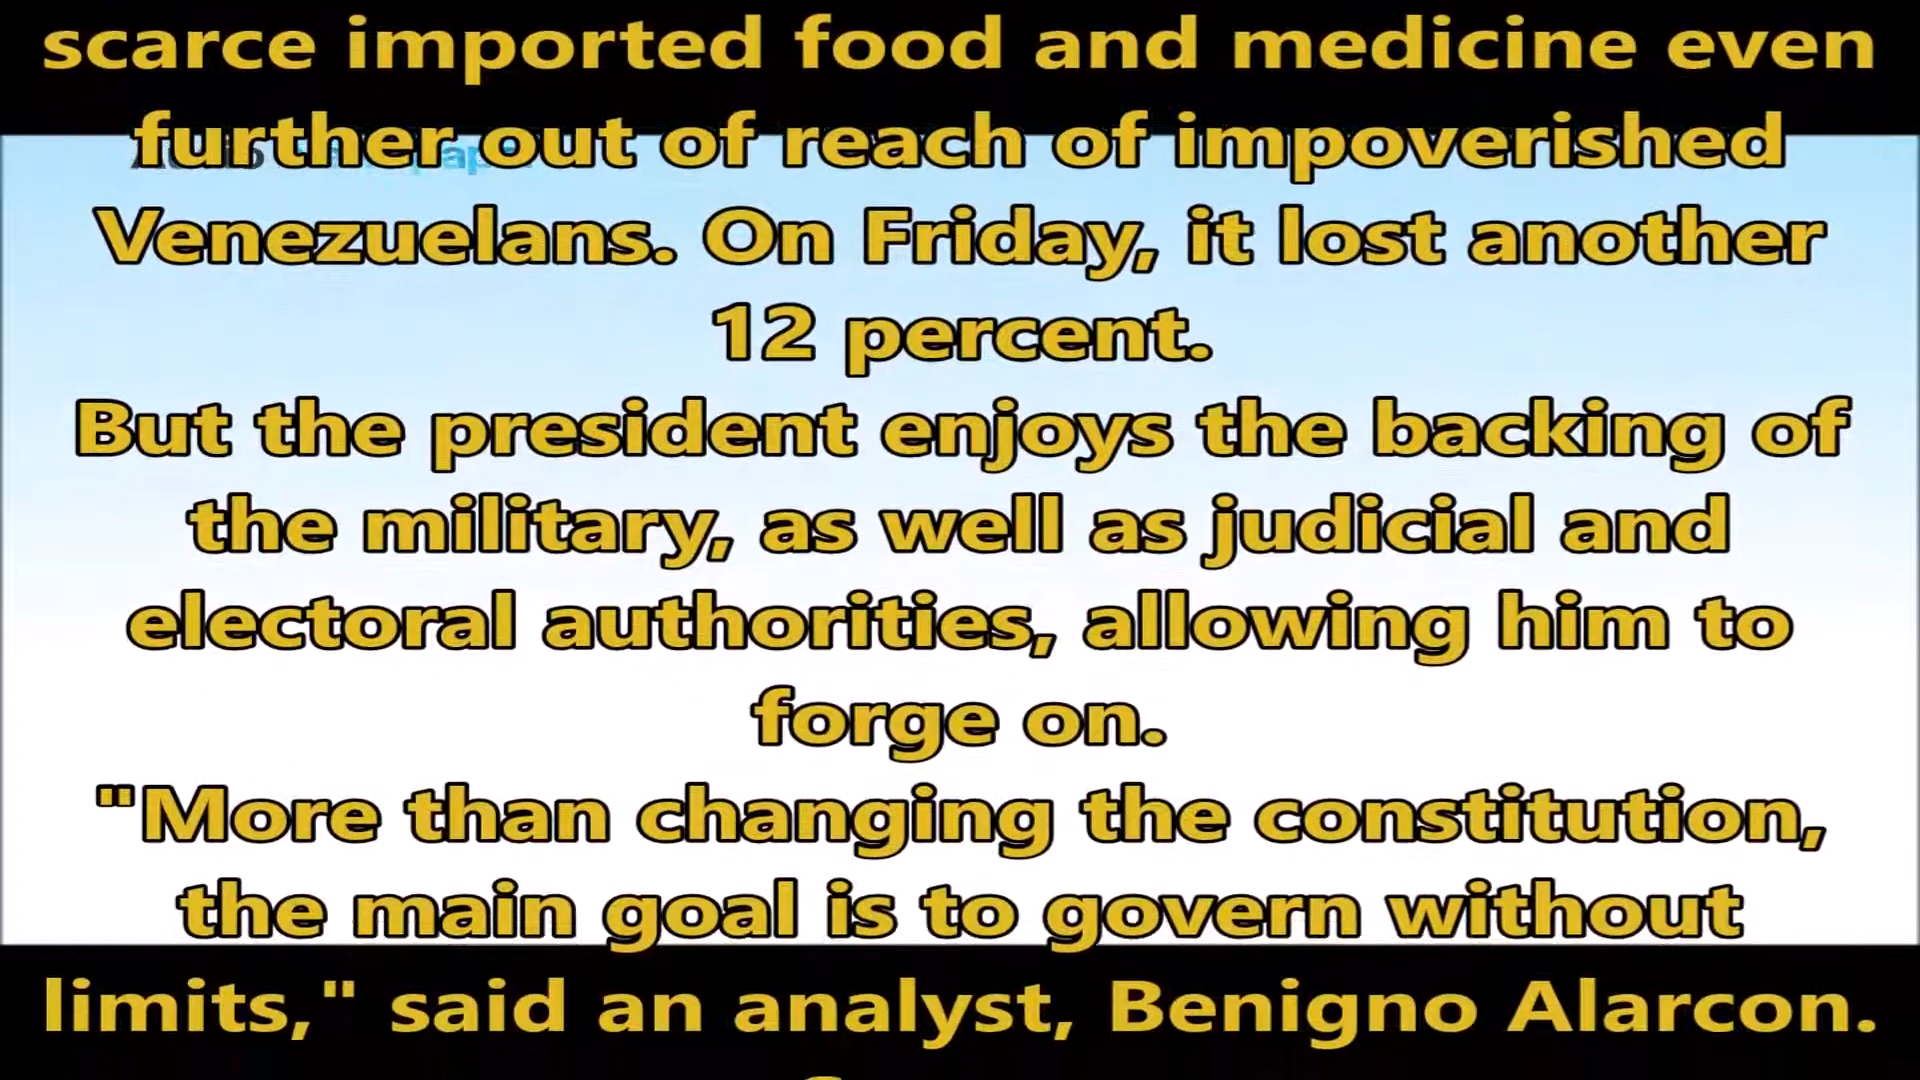 scarce imported food and medicine even
further out of reach of impoverished
Venezuelans. On Friday, it lost another
12 percent.
But the president enjoys the backing of
the military, as well as judicial and
electoral authorities, allowing him to
forge on.
"More than changing the constitution,
the main goal is to govern without
limits," said an analyst, Benigno Alarcon.